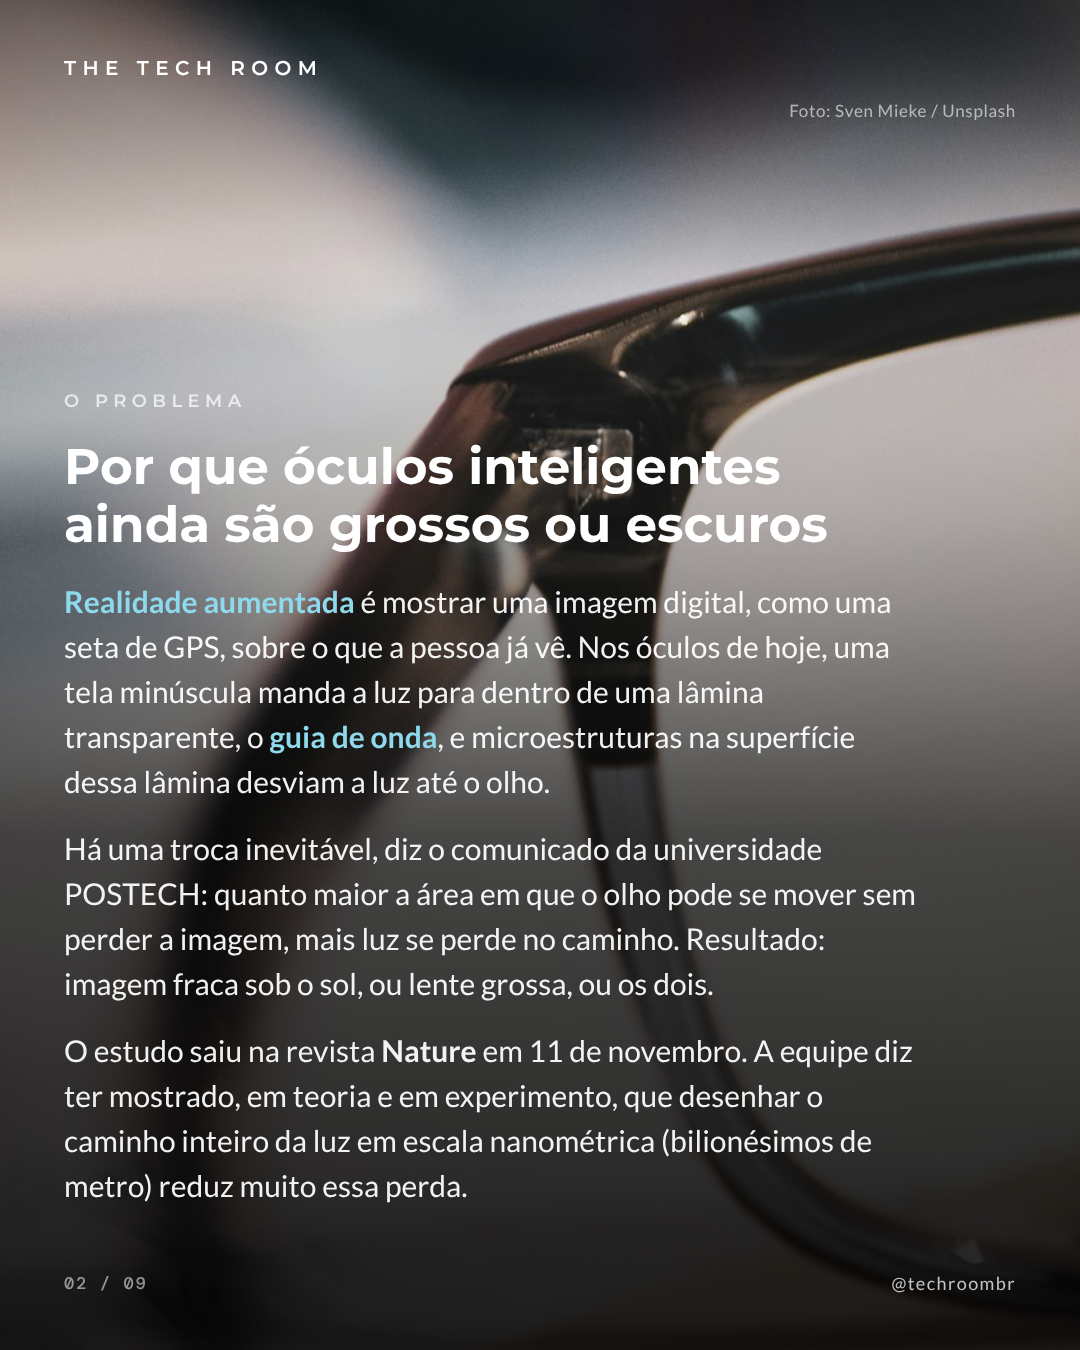 THE TECH ROOM
Foto: Sven Mieke / Unsplash
O PROBLEMA
Por que óculos inteligentes
ainda são grossos ou escuros
Realidade aumentada é mostrar uma imagem digital, como uma
seta de GPS, sobre o que a pessoa já vê. Nos óculos de hoje, uma
tela minúscula manda a luz para dentro de uma lâmina
transparente, o guia de onda, e microestruturas na superfície
dessa lâmina desviam a luz até o olho.
Há uma troca inevitável, diz o comunicado da universidade
POSTECH: quanto maior a área em que o olho pode se mover sem
perder a imagem, mais luz se perde no caminho. Resultado:
imagem fraca sob o sol, ou lente grossa, ou os dois.
O estudo saiu na revista Nature em 11 de novembro. A equipe diz
ter mostrado, em teoria e em experimento, que desenhar o
caminho inteiro da luz em escala nanométrica (bilionésimos de
metro) reduz muito essa perda.
02 / 09
@techroombr